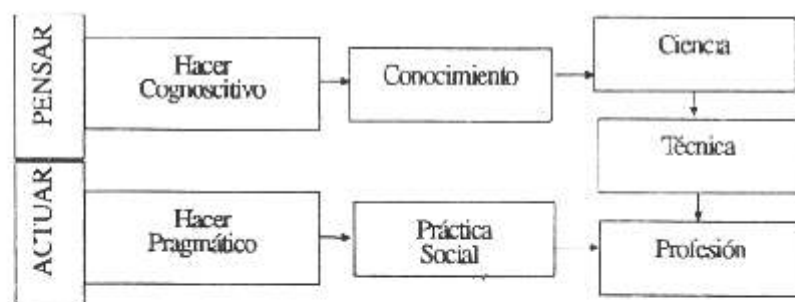 PENSAR
Hacer
Cognoscitivo
Conocimiento
Ciencia
Técnica
ACTUAR
Hacer
Pragmático
Práctica
Social
Profesión